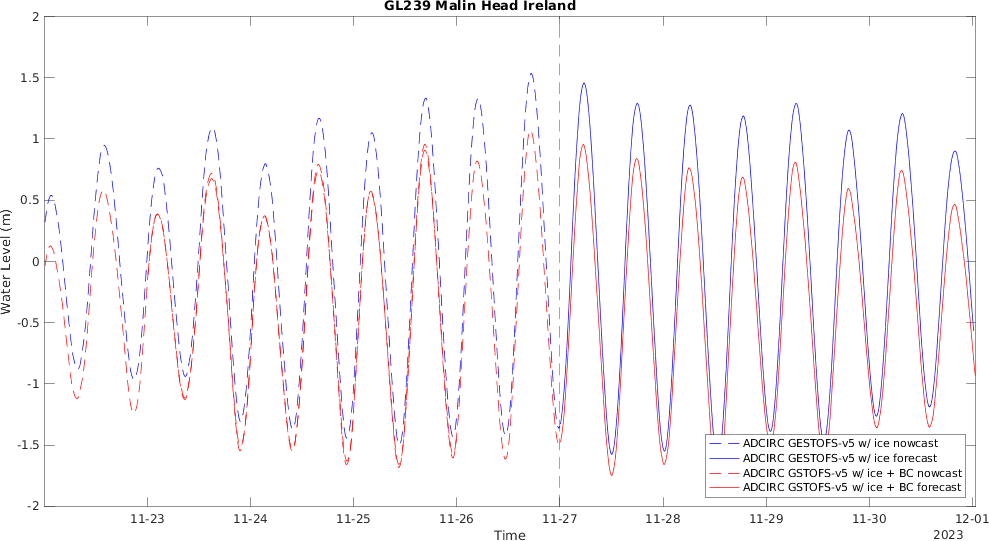 GL239 Malin Head Ireland
2
1.5
1
0.5
0
-0.5
-1
-1.5
-2
Water Level (m)
11-23
11-24
11-25
11-26
11-27
11-28
11-29
11-30
12-01
Time
2023
ADCIRC GESTOFS-v5 w/ ice nowcast
ADCIRC GESTOFS-v5 w/ ice forecast
ADCIRC GSTOFS-v5 w/ ice + BC nowcast
ADCIRC GSTOFS-v5 w/ ice + BC forecast